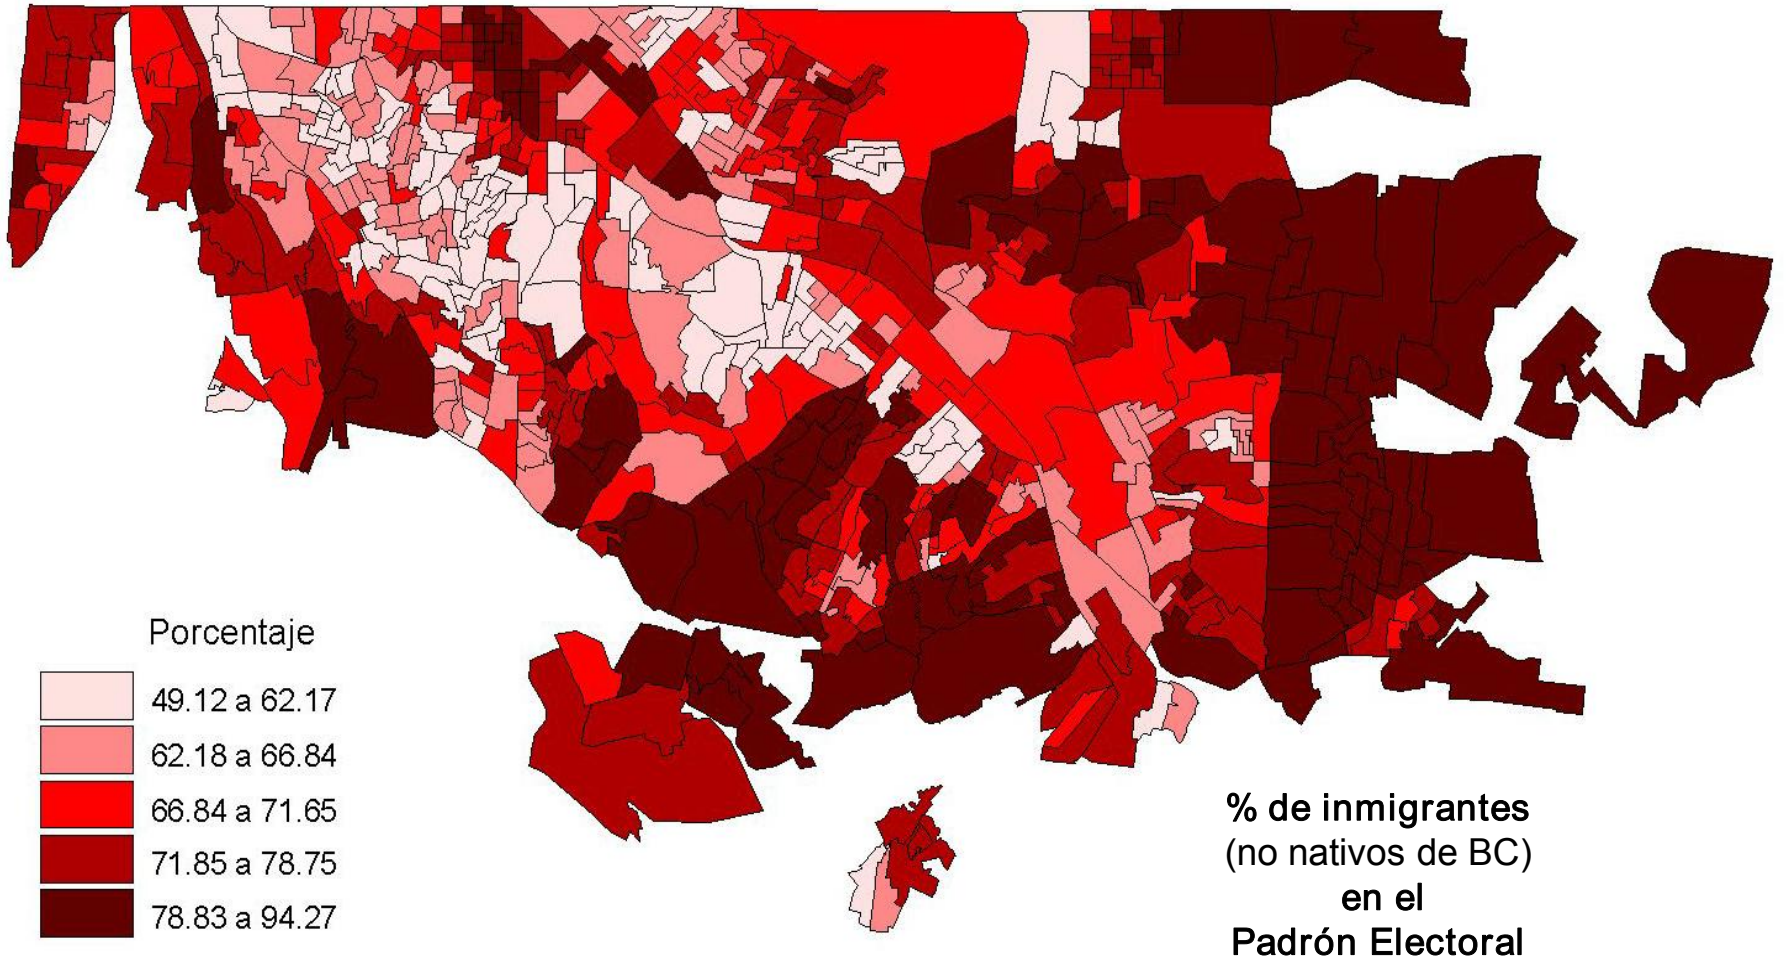 Porcentaje
49.12 a 62.17
62.18 a 66.84
66.84 a 71.65
71.85 a 78.75
78.83 a 94.27
% de inmigrantes
(no nativos de BC)
en el
Padrón Electoral